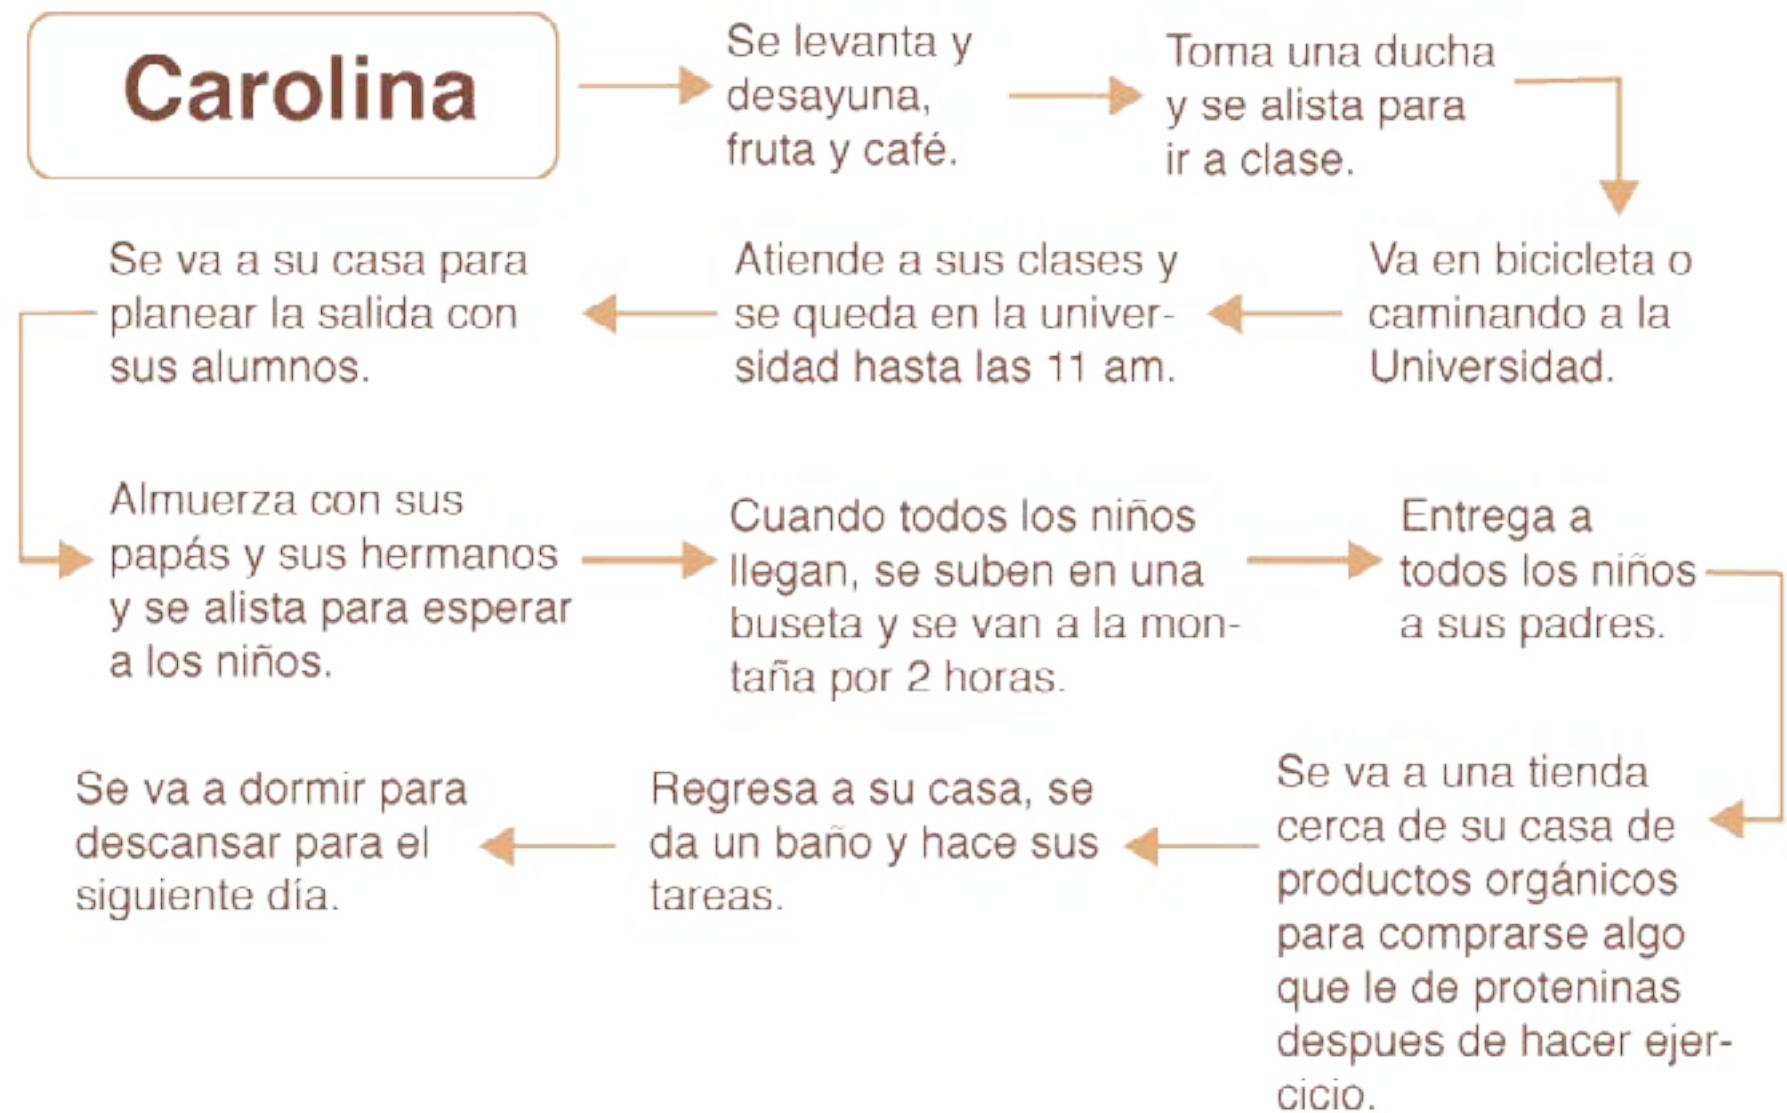 Carolina
Se levanta y
desayuna,
fruta y café.
Toma una ducha
y se alista para
ir a clase.
Va en bicicleta o
caminando a la
Universidad.
Atiende a sus clases y
se queda en la univer-
sidad hasta las 11 am.
Se va a su casa para
planear la salida con
sus alumnos.
Almuerza con sus
papás y sus hermanos
y se alista para esperar
a los niños.
Cuando todos los niños
llegan, se suben en una
buseta y se van a la mon-
taña por 2 horas.
Entrega a
todos los niños
a sus padres.
Se va a una tienda
cerca de su casa de
productos orgánicos
para comprarse algo
que le de proteninas
despues de hacer ejer-
cicio.
Regresa a su casa, se
da un baño y hace sus
tareas.
Se va a dormir para
descansar para el
siguiente día.